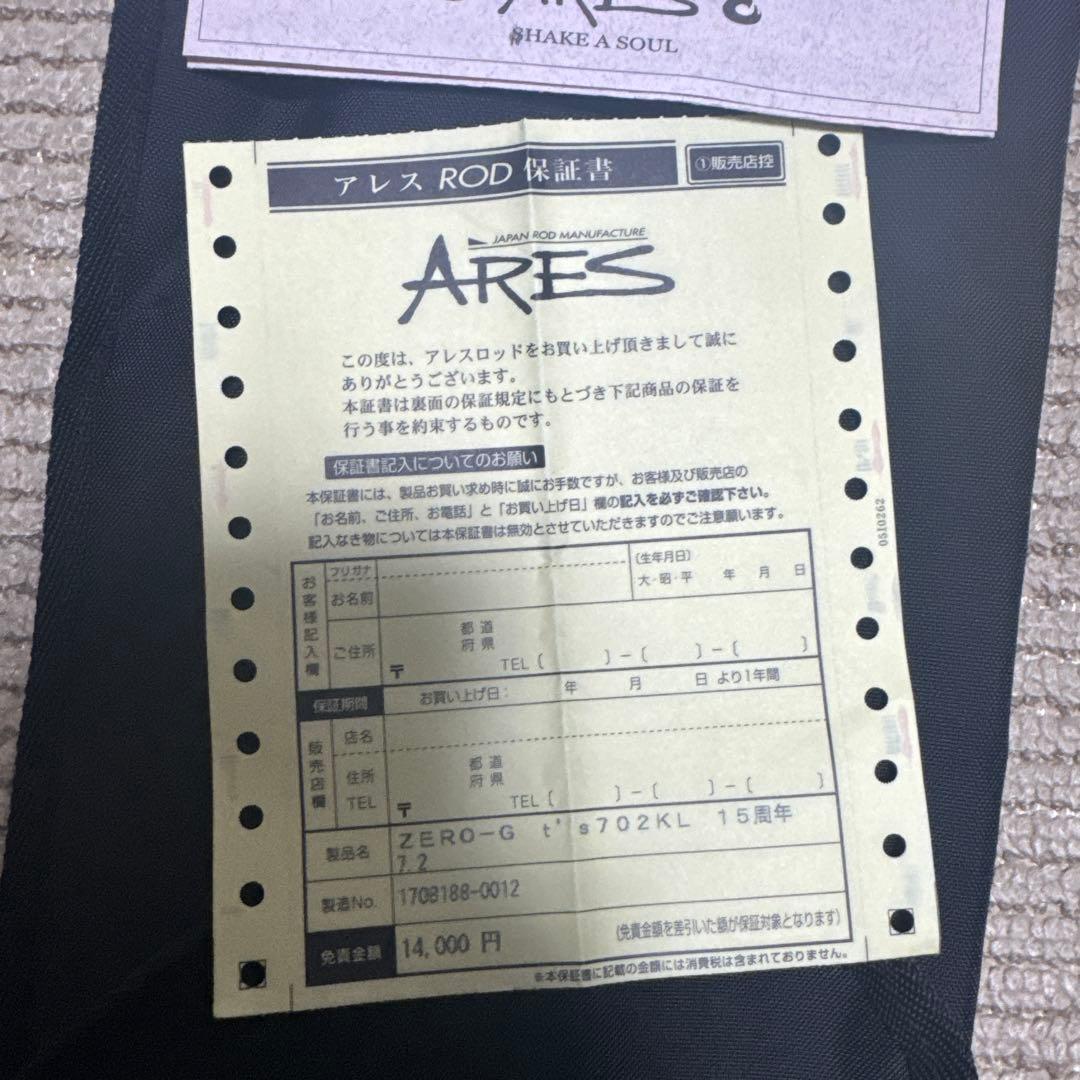 ARES
SHAKE A SOUL
アレス ROD 保証書
①販売店控
JAPAN ROD MANUFACTURE
ARES
この度は、アレスロッドをお買い上げ頂きまして誠に
ありがとうございます。
本証書は裏面の保証規定にもとづき下記商品の保証を
行う事を約束するものです。
保証書記入についてのお願い
本保証書には、製品お買い求め時に誠にお手数ですが、お客様及び販売店の
「お名前、ご住所、お電話」と「お買い上げ日」欄の記入を必ずご確認下さい。
記入なき物については本保証書は無効とさせていただきますのでご注意願います。
0510262
お客様記入欄
フリガナ
お名前
(生年月日)
大・昭・平 年 月 日
ご住所
都 道
府 県
〒 TEL ( ) − ( ) − ( )
保証期間 お買い上げ日: 年 月 日 より1年間
販売店欄
店名
住所
都 道
府 県
TEL 〒 TEL ( ) − ( ) − ( )
製品名 ZERO−G t's702KL 15周年
7.2
製造No. 1708188-0012
免責金額 14,000 円 (免責金額を差引いた額が保証対象となります)
※本保証書に記載の金額には消費税は含まれておりません。